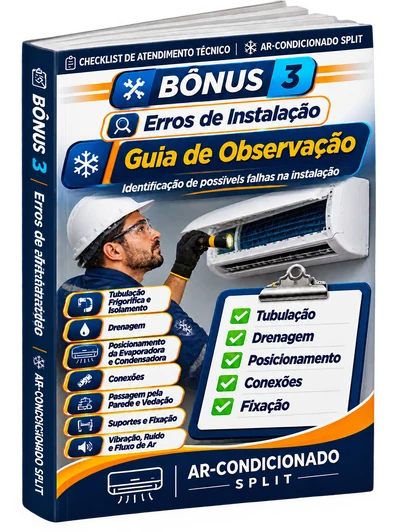 CHECKLIST DE ATENDIMENTO TÉCNICO | AR-CONDICIONADO SPLIT
BÔNUS 3
Erros de Instalação
Guia de Observação
Identificação de possíveis falhas na instalação
Tubulação
Frigorífica e
Isolamento
Drenagem
Posicionamento
da Evaporadora
e Condensadora
Conexões
Passagem pela
Parede e Vedação
Suportes e Fixação
Vibração, Ruído
e Fluxo de Ar
Tubulação
Drenagem
Posicionamento
Conexões
Fixação
AR-CONDICIONADO
SPLIT
BÔNUS 3
Erros de
AR-CONDICIONADO SPLIT